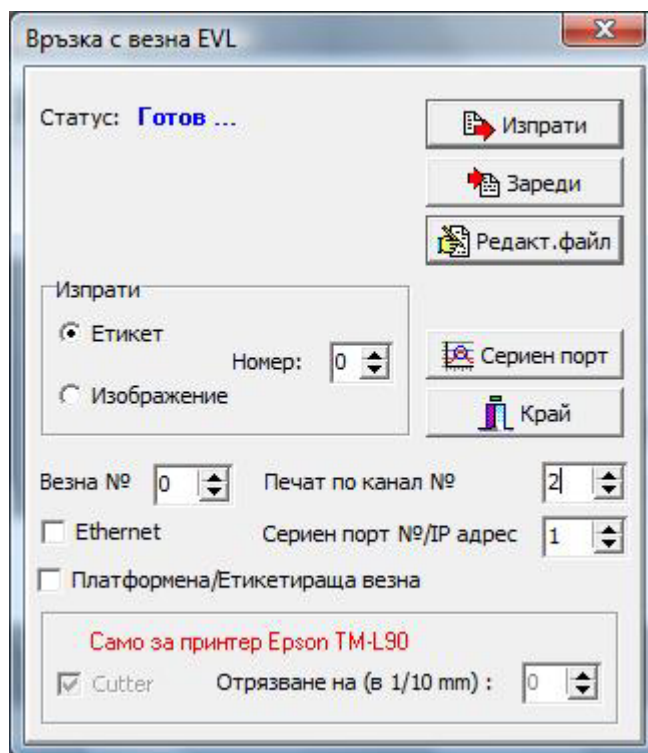 Връзка с везна EVL
Статус: Готов ...
Изпрати
Зареди
Редакт.файл
Изпрати
Етикет
Номер: 0
Изображение
Сериен порт
Край
Везна № 0 Печат по канал № 2
Ethernet Сериен порт №/IP адрес 1
Платформена/Етикетираща везна
Само за принтер Epson TM-L90
Cutter Отрязване на (в 1/10 mm) : 0